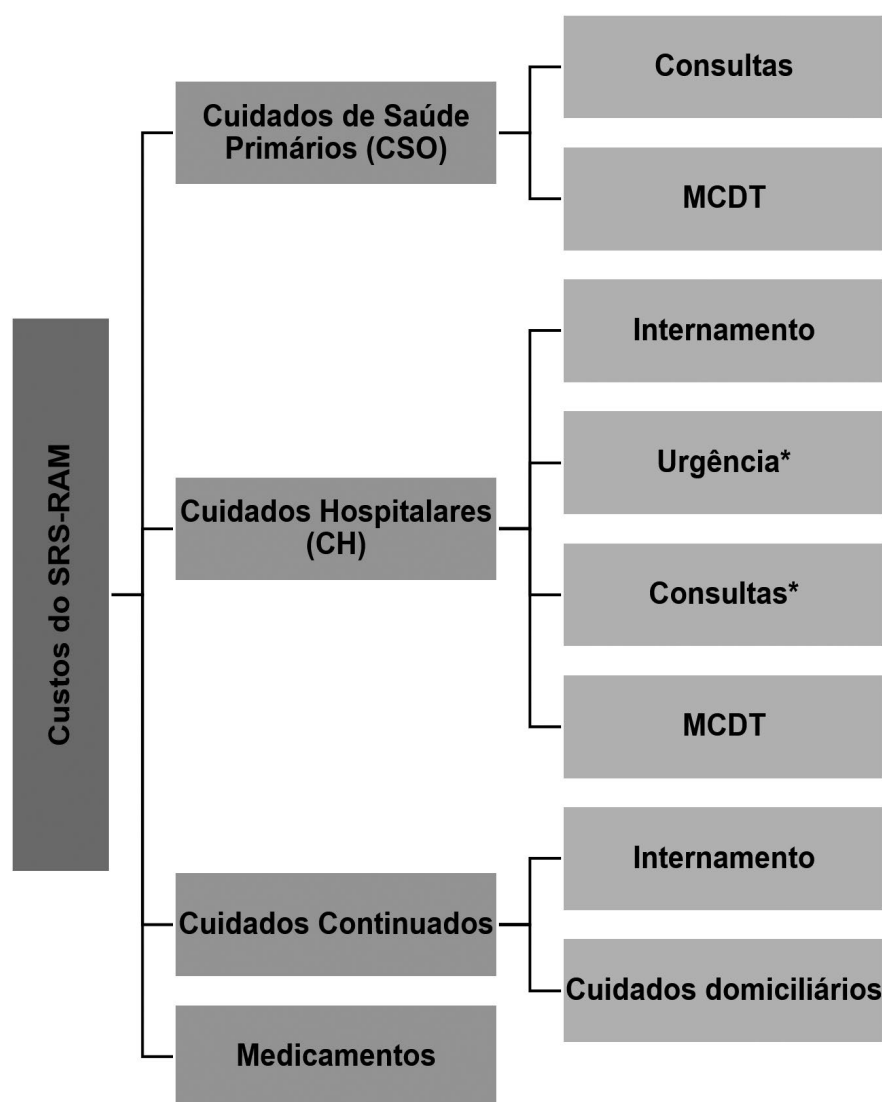 Custos do SRS-RAM
Cuidados de Saúde
Primários (CSO)
Consultas
MCDT
Cuidados Hospitalares
(CH)
Internamento
Urgência*
Consultas*
MCDT
Cuidados Continuados
Internamento
Cuidados domiciliários
Medicamentos